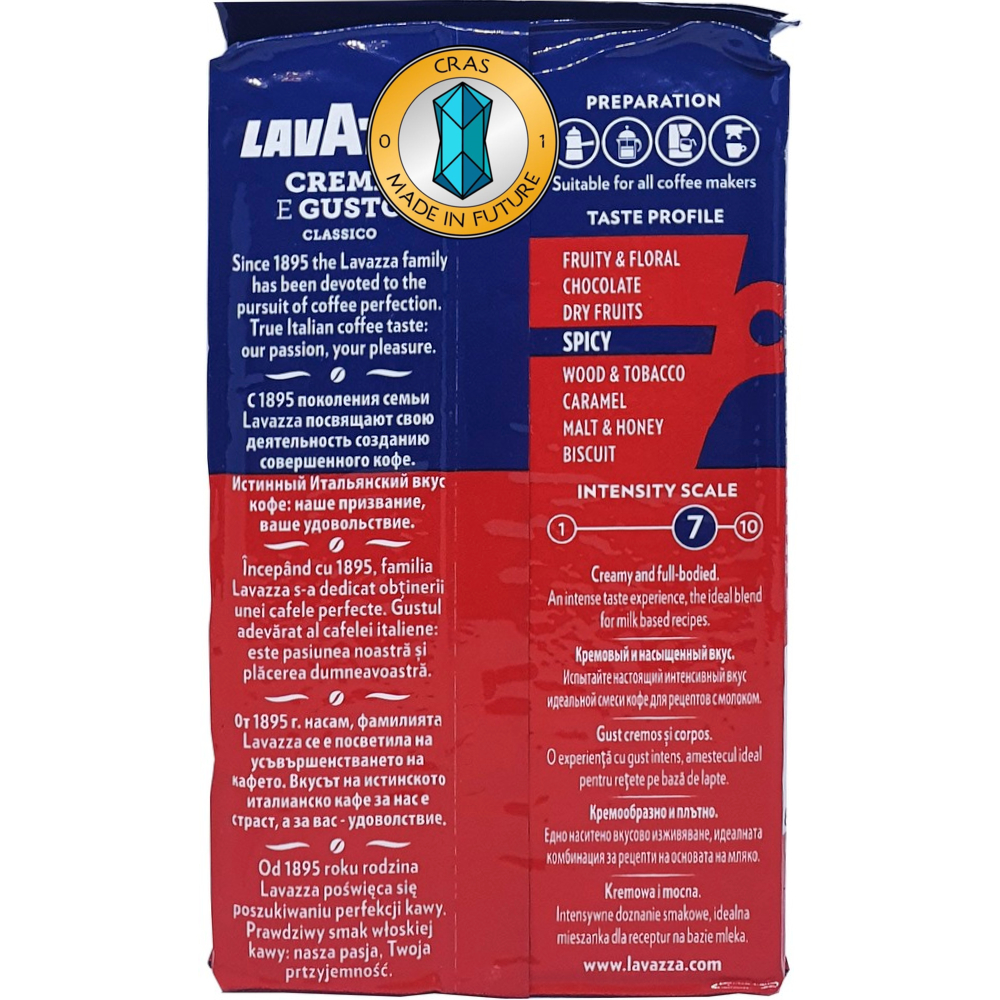 CRAS
0 1
MADE IN FUTURE
CREM
E GUSTO
CLASSICO
Since 1895 the Lavazza family
has been devoted to the
pursuit of coffee perfection.
True Italian coffee taste:
our passion, your pleasure.
С 1895 поколения семьи
Lavazza посвящают свою
деятельность созданию
совершенного кофе.
Истинный Итальянский вкус
кофе: наше призвание,
ваше удовольствие.
Începând cu 1895, familia
Lavazza s-a dedicat obținerii
unei cafele perfecte. Gustul
adevărat al cafelei italiene:
este pasiunea noastră și
plăcerea dumneavoastră.
От 1895 г. насам, фамилията
Lavazza се е посветила на
усъвършенстването на
кафето. Вкусът на истинското
италианско кафе за нас е
страст, а за вас - удоволствие.
Od 1895 roku rodzina
Lavazza poświęca się
poszukiwaniu perfekcji kawy.
Prawdziwy smak włoskiej
kawy: nasza pasja, Twoja
prtzyjemność.
PREPARATION
Suitable for all coffee makers
TASTE PROFILE
FRUITY & FLORAL
CHOCOLATE
DRY FRUITS
SPICY
WOOD & TOBACCO
CARAMEL
MALT & HONEY
BISCUIT
INTENSITY SCALE
1 7 10
Creamy and full-bodied.
An intense taste experience, the ideal blend
for milk based recipes.
Кремовый и насыщенный вкус.
Испытайте настоящий интенсивный вкус
идеальной смеси кофе для рецептов с молоком.
Gust cremos și corpos.
O experiență cu gust intens, amestecul ideal
pentru rețete pe bază de lapte.
Кремообразно и плътно.
Едно наситено вкусово изживяване, идеалната
комбинация за рецепти на основата на мляко.
Kremowa i mocna.
Intensywne doznanie smakowe, idealna
mieszanka dla receptur na bazie mleka.
www.lavazza.com